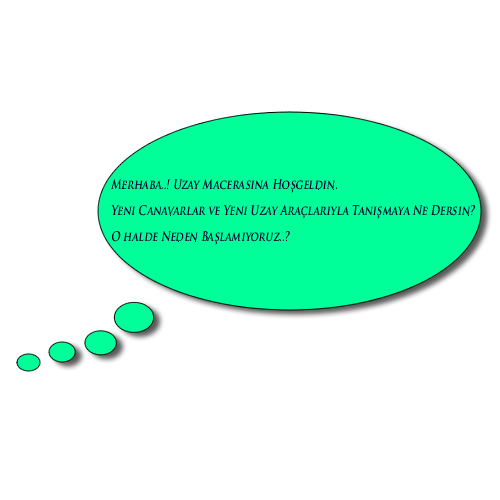 Merhaba..! Uzay Macerasına Hoşgeldin.
Yeni Canavarlar ve Yeni Uzay Araçlarıyla Tanışmaya Ne Dersin?
O halde Neden Başlamıyoruz..?